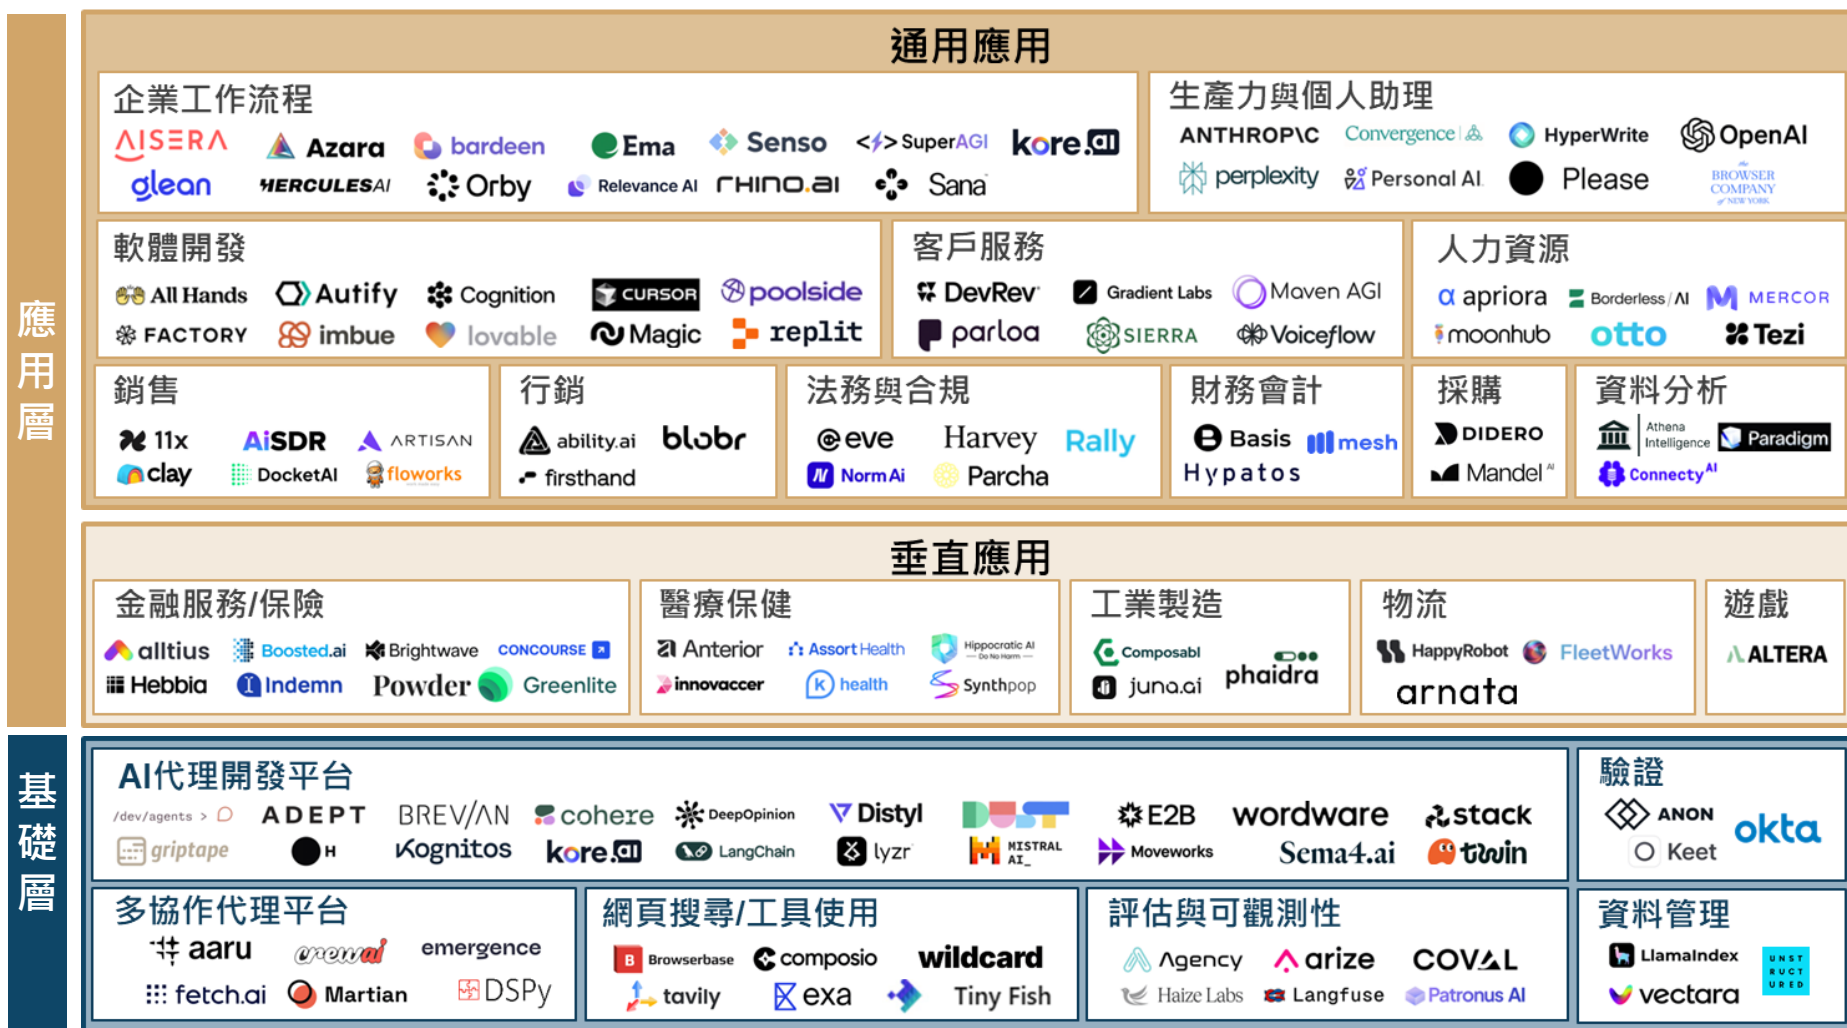 應用層
通用應用
企業工作流程
AISERA Azara bardeen Ema Senso <⚡> SuperAGI kore.ai
glean HERCULESAI Orby Relevance AI rhino.ai Sana
生產力與個人助理
ANTHROP\C Convergence HyperWrite OpenAI
perplexity Personal AI. Please BROWSER
COMPANY
of NEW YORK
軟體開發
All Hands Autify Cognition CURSOR poolside
FACTORY imbue lovable Magic replit
客戶服務
DevRev Gradient Labs Maven AGI
parloa SIERRA Voiceflow
人力資源
apriora Borderless/AI MERCOR
moonhub otto Tezi
銷售
11x AiSDR ARTISAN
clay DocketAI floworks
行銷
ability.ai blobr
firsthand
法務與合規
eve Harvey Rally
Norm Ai Parcha
財務會計
Basis mesh
Hypatos
採購
DIDERO
Mandel AI
資料分析
Athena
Intelligence Paradigm
Connecty AI
垂直應用
金融服務/保險
alltius Boosted.ai Brightwave CONCOURSE
Hebbia Indemn Powder Greenlite
醫療保健
Anterior Assort Health Hippocratic AI
Do No Harm
innovaccer K health Synthpop
工業製造
Composabl
juna.ai phaidra
物流
HappyRobot FleetWorks
arnata
遊戲
ALTERA
基礎層
AI代理開發平台
/dev/agents > ADEPT BREV/\N cohere DeepOpinion Distyl DUST E2B wordware stack
griptape H Kognitos kore.ai LangChain lyzr MISTRAL
AI_ Moveworks Sema4.ai twin
驗證
ANON
okta
Keet
多協作代理平台
aaru crewai emergence
fetch.ai Martian DSPy
網頁搜尋/工具使用
B Browserbase composio wildcard
tavily exa Tiny Fish
評估與可觀測性
Agency arize COVAL
Haize Labs Langfuse Patronus AI
資料管理
LlamaIndex
UNST
RUCT
URED
vectara